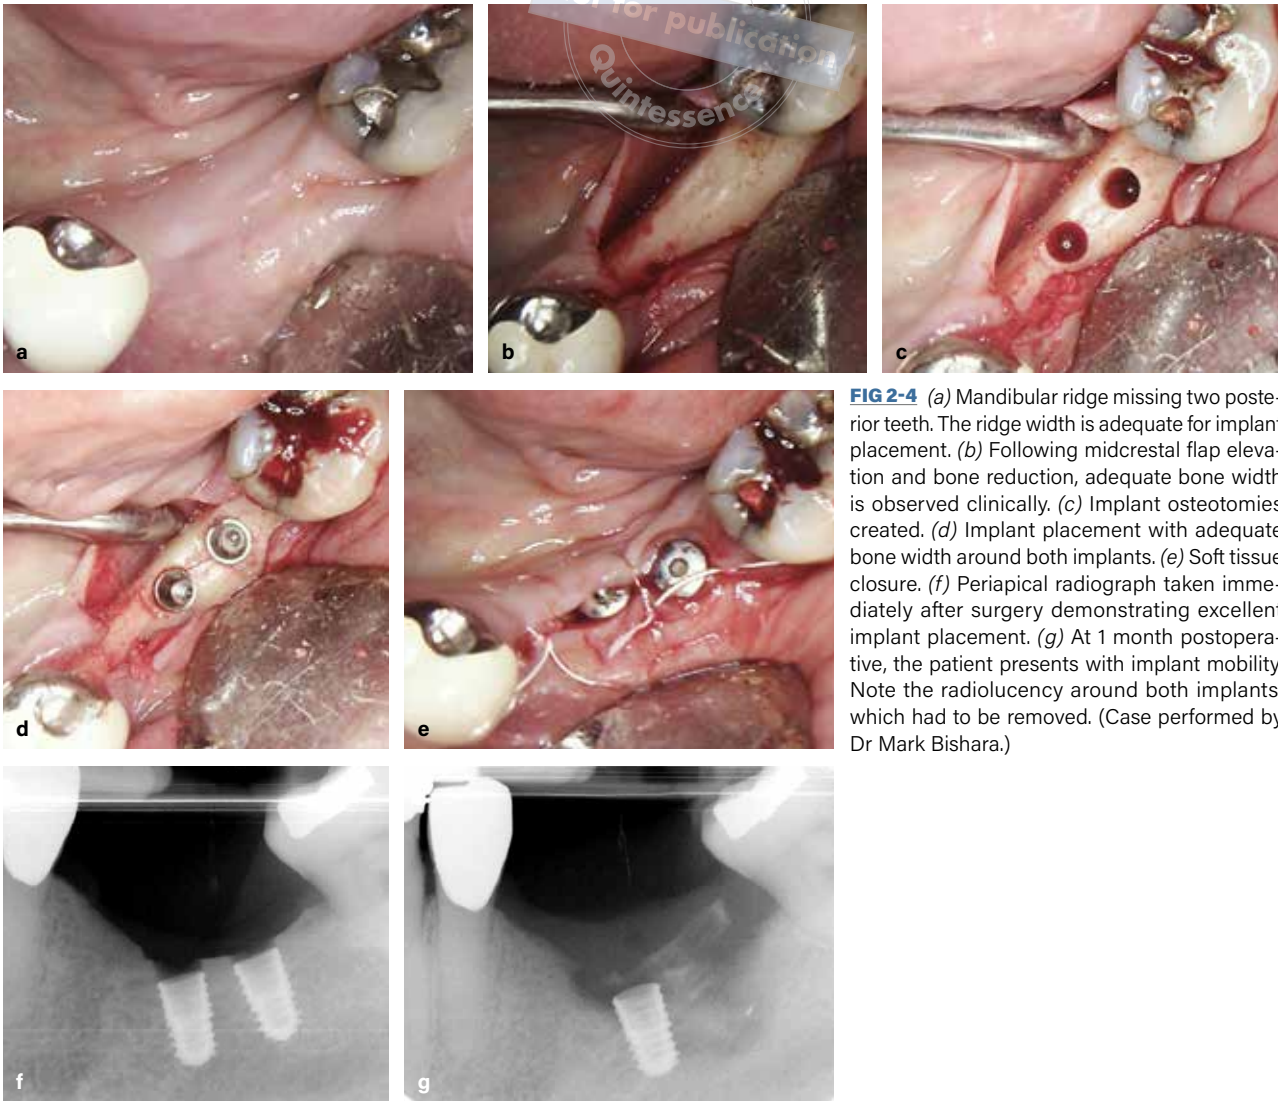 for publication
Quintessence
a
b
c
d
e
f
g
FIG 2-4 (a) Mandibular ridge missing two poste-
rior teeth. The ridge width is adequate for implant
placement. (b) Following midcrestal flap eleva-
tion and bone reduction, adequate bone width
is observed clinically. (c) Implant osteotomies
created. (d) Implant placement with adequate
bone width around both implants. (e) Soft tissue
closure. (f) Periapical radiograph taken imme-
diately after surgery demonstrating excellent
implant placement. (g) At 1 month postopera-
tive, the patient presents with implant mobility
Note the radiolucency around both implants
which had to be removed. (Case performed by
Dr Mark Bishara.)